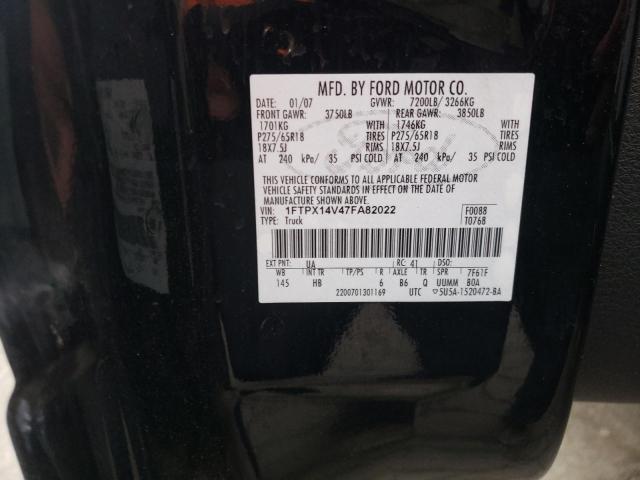 MFD. BY FORD MOTOR CO.
DATE 01/07 GVWR: 7200LB/ 3266KG
FRONT GAWR: 3750LB REAR GAWR: 3850LB
1701KG WITH 1746KG WITH
P275/65R18 TIRES P275/65R18 TIRES
18X7.5J RIMS 18X7.5J RIMS
AT 240 kPa/ 35 PSI COLD AT 240 kPa/ 35 PSI COLD
THIS VEHICLE CONFORMS TO ALL APPLICABLE FEDERAL MOTOR
VEHICLE SAFETY STANDARDS IN EFFECT ON THE DATE OF
MANUFACTURE SHOWN ABOVE.
VIN: 1FTPX14V47FA82022 F0088
TYPE: Truck T0768
EXT PNT: UA RC: 41 DSO:
WB INT TR TP/PS R AXLE TR SPR 7F61F
145 HB 6 B6 Q UUMM BOA
2200701301169 UTC 5U5A-1520472-BA